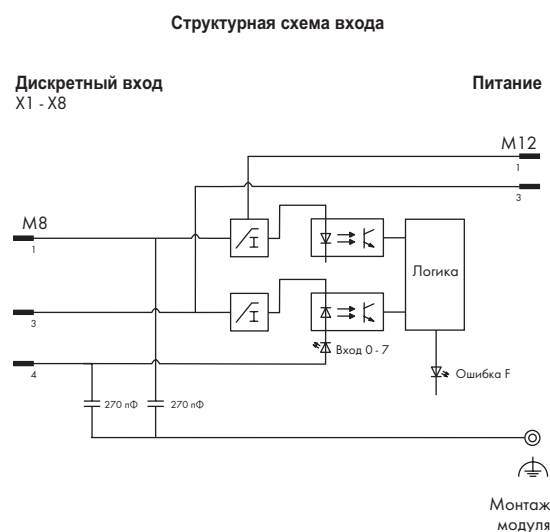 Структурная схема входа
Дискретный вход
X1 - X8
Питание
M12
1
3
M8
1
I
Логика
3
I
Вход 0 - 7
4
Ошибка F
270 пФ
270 пФ
Монтаж
модуля